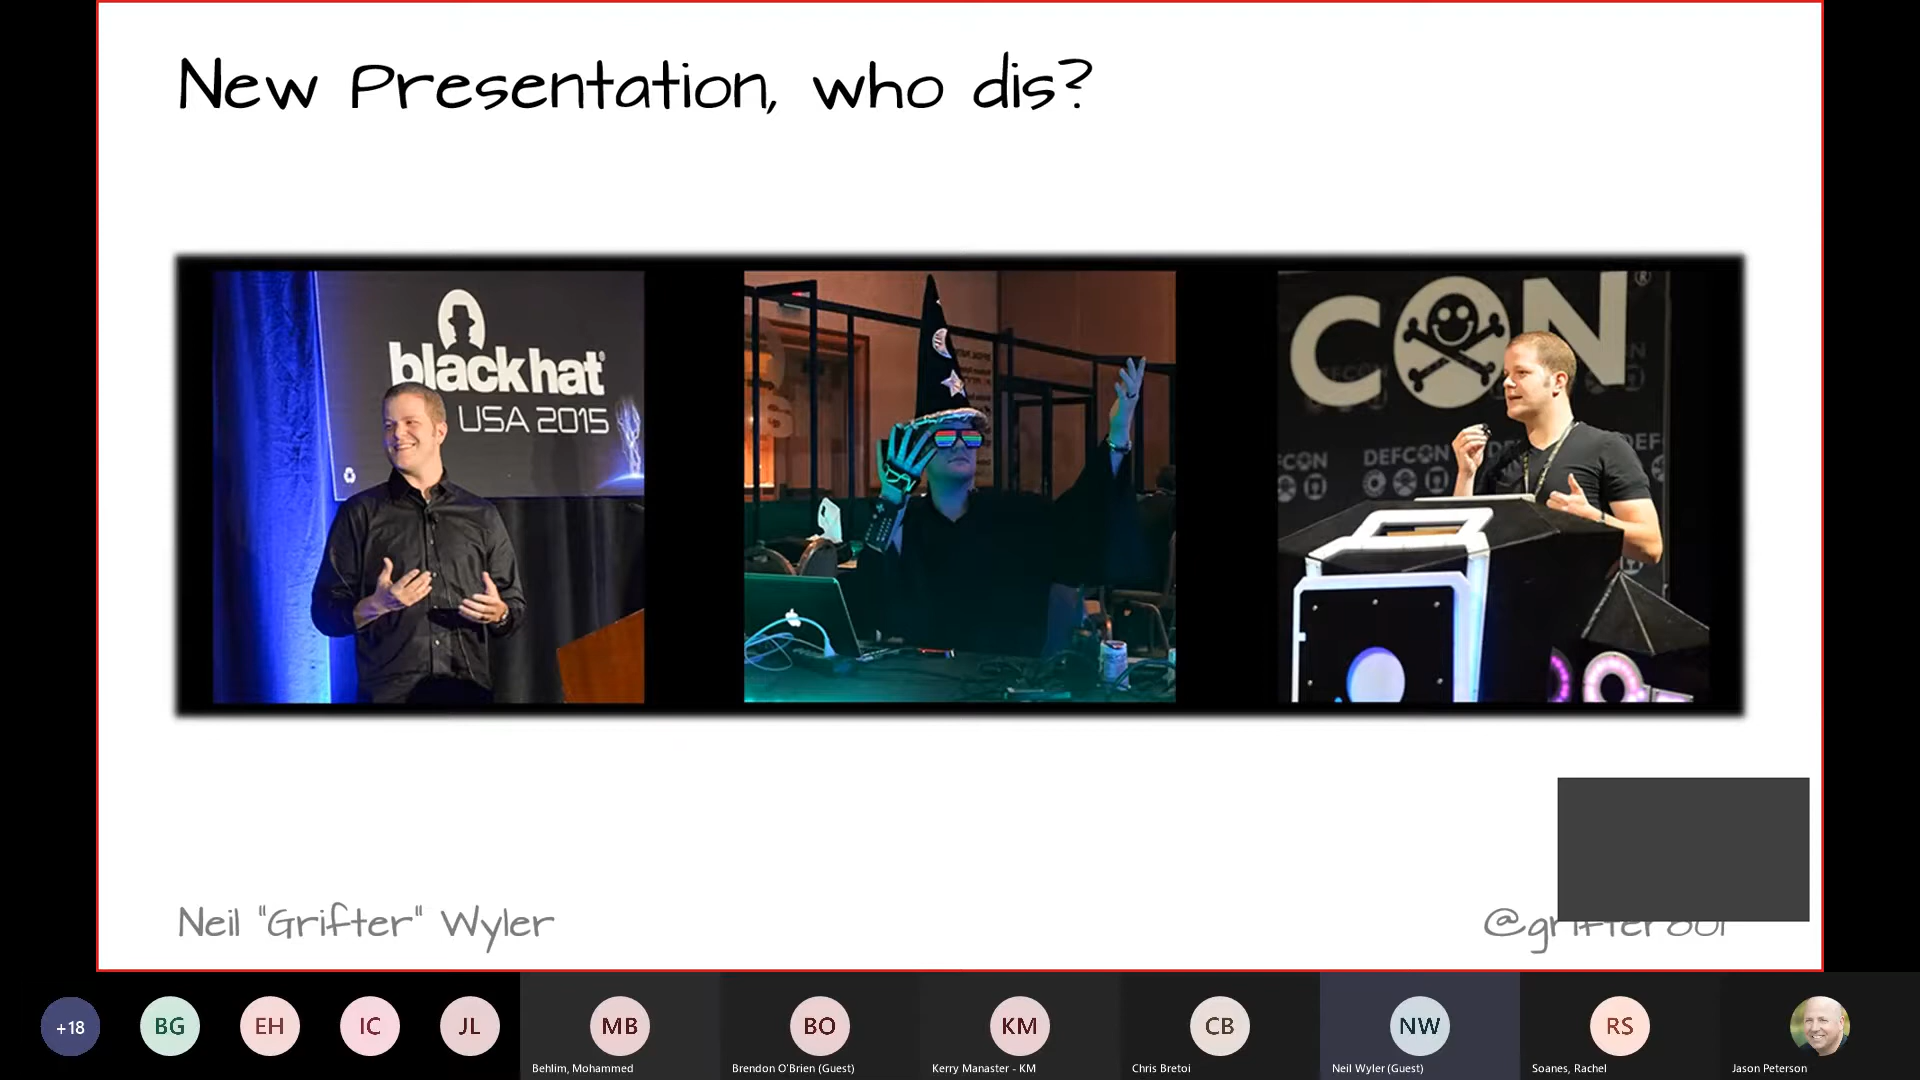 New Presentation, who dis?
blackhat®
USA 2015
CON®
DEFCON
Neil "Grifter" Wyler
@grifter801
+18
BG
EH
IC
JL
MB
BO
KM
CB
NW
RS
Behlim, Mohammed
Brendon O'Brien (Guest)
Kerry Manaster - KM
Chris Bretoi
Neil Wyler (Guest)
Soanes, Rachel
Jason Peterson